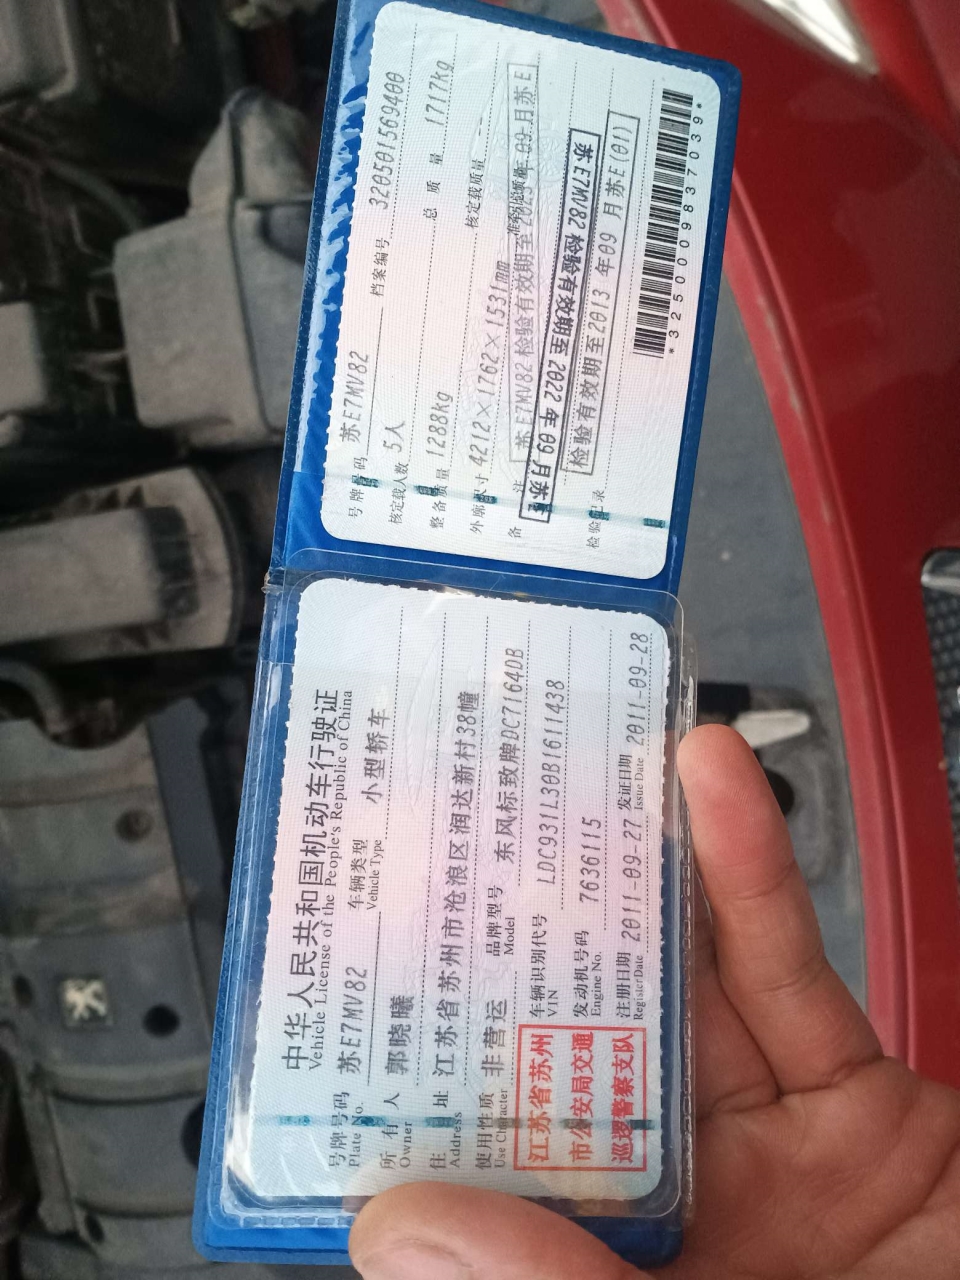 中华人民共和国机动车行驶证
Vehicle License of the People's Republic of China
号牌号码 苏E7MV82 车辆类型 小型轿车
Plate No. Vehicle Type
所有人 郭晓曦
Owner
住址 江苏省苏州市沧浪区润达新村38幢
Address
使用性质 非营运 品牌型号 东风标致牌DC7164DB
Use Character Model
江苏省苏州
市公安局交通
巡逻警察支队
车辆识别代号 LDC931L30B1611438
VIN
发动机号码 7636115
Engine No.
注册日期 2011-09-27 发证日期 2011-09-28
Register Date Issue Date
号牌号码 苏E7MV82 档案编号 320501569400
核定载人数 5人 总质量 1717kg
整备质量 1288kg 核定载质量 --
外廓尺寸 4212×1762×1531mm
备注
苏E7MV82 检验有效期至 年09月苏E
苏E7MV82 检验有效期至2022年09月苏
检验记录 检验有效期至2013年09月苏E(01)
*3250009837039*